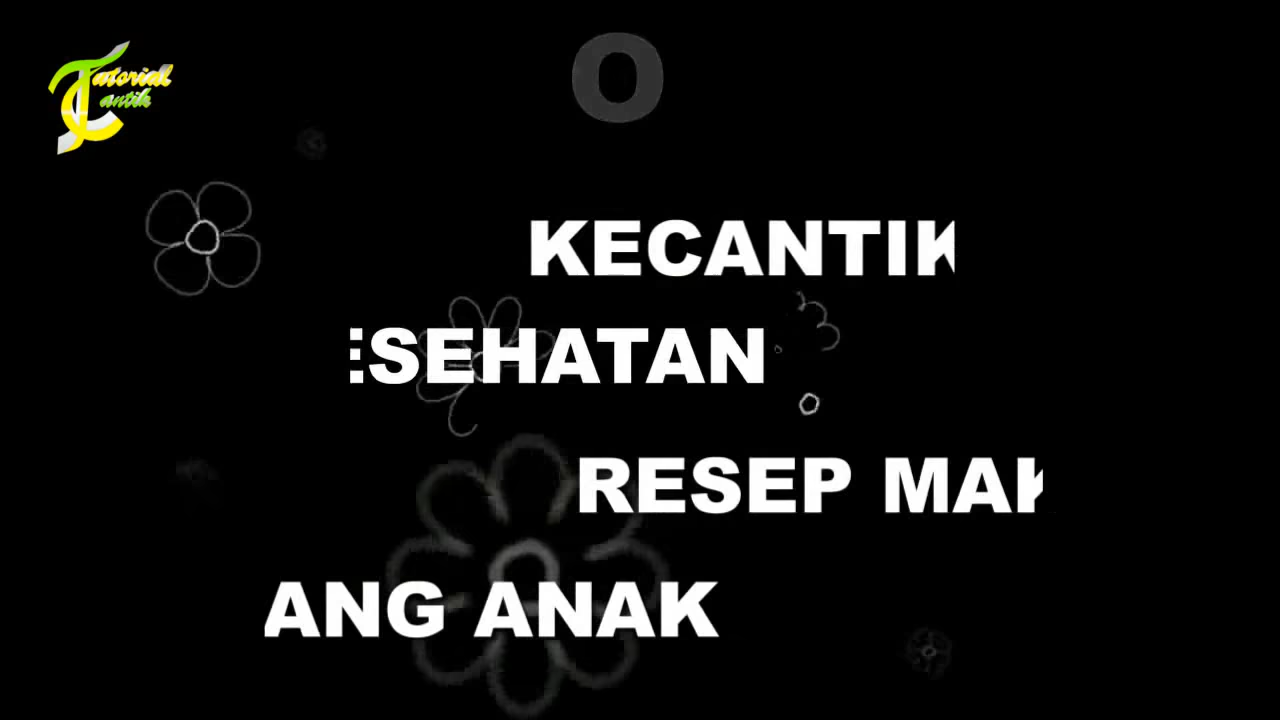 Tutorial
Cantik
O
KECANTIK
ESEHATAN
RESEP MAK
ANG ANAK